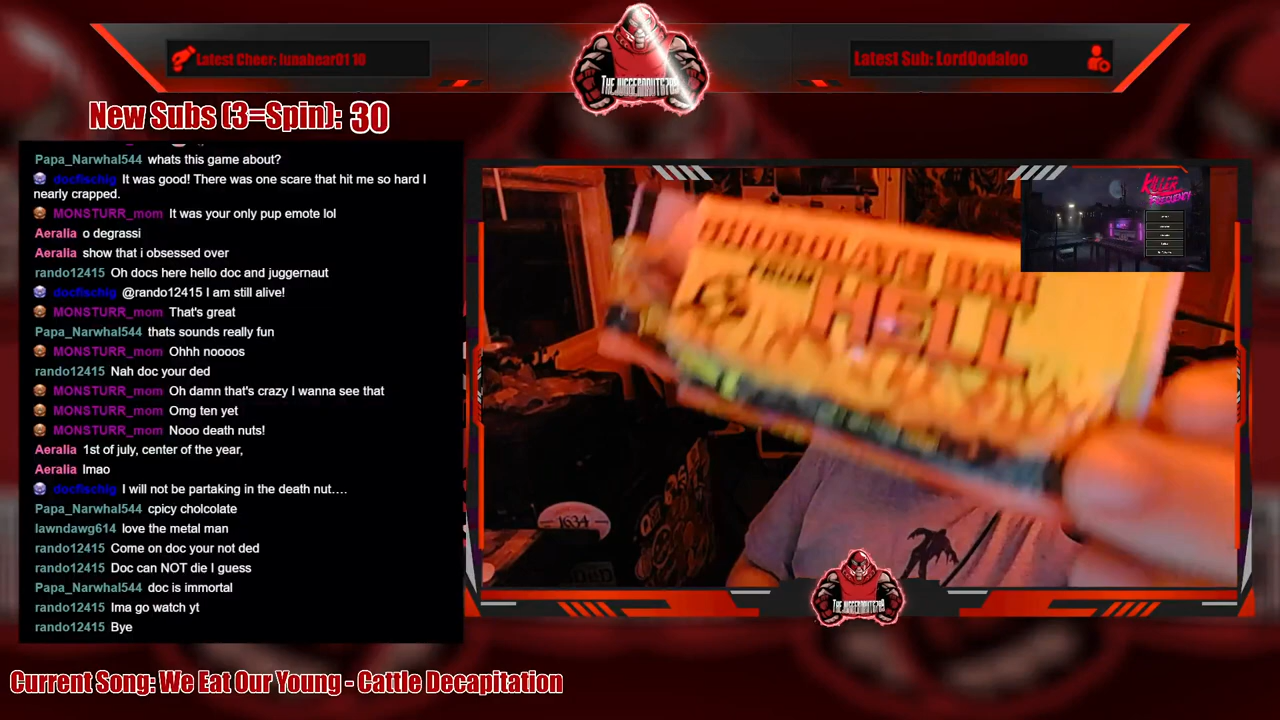 Latest Cheer: lunabear0110
Latest Sub: LordOodaloo
THEJUGGERNAUT6789
New Subs (3=Spin): 30
Papa_Narwhal544 whats this game about?
docfischig It was good! There was one scare that hit me so hard I
nearly crapped.
MONSTURR_mom It was your only pup emote lol
Aeralia o degrassi
Aeralia show that i obsessed over
rando12415 Oh docs here hello doc and juggernaut
docfischig @rando12415 I am still alive!
MONSTURR_mom That's great
Papa_Narwhal544 thats sounds really fun
MONSTURR_mom Ohhh noooos
rando12415 Nah doc your ded
MONSTURR_mom Oh damn that's crazy I wanna see that
MONSTURR_mom Omg ten yet
MONSTURR_mom Nooo death nuts!
Aeralia 1st of july, center of the year,
Aeralia lmao
docfischig I will not be partaking in the death nut….
Papa_Narwhal544 cpicy cholcolate
lawndawg614 love the metal man
rando12415 Come on doc your not ded
rando12415 Doc can NOT die I guess
Papa_Narwhal544 doc is immortal
rando12415 Ima go watch yt
rando12415 Bye
CHOCOLATE BAR
FROM
HELL
KILLER
FREQUENCY
1634
Current Song: We Eat Our Young - Cattle Decapitation